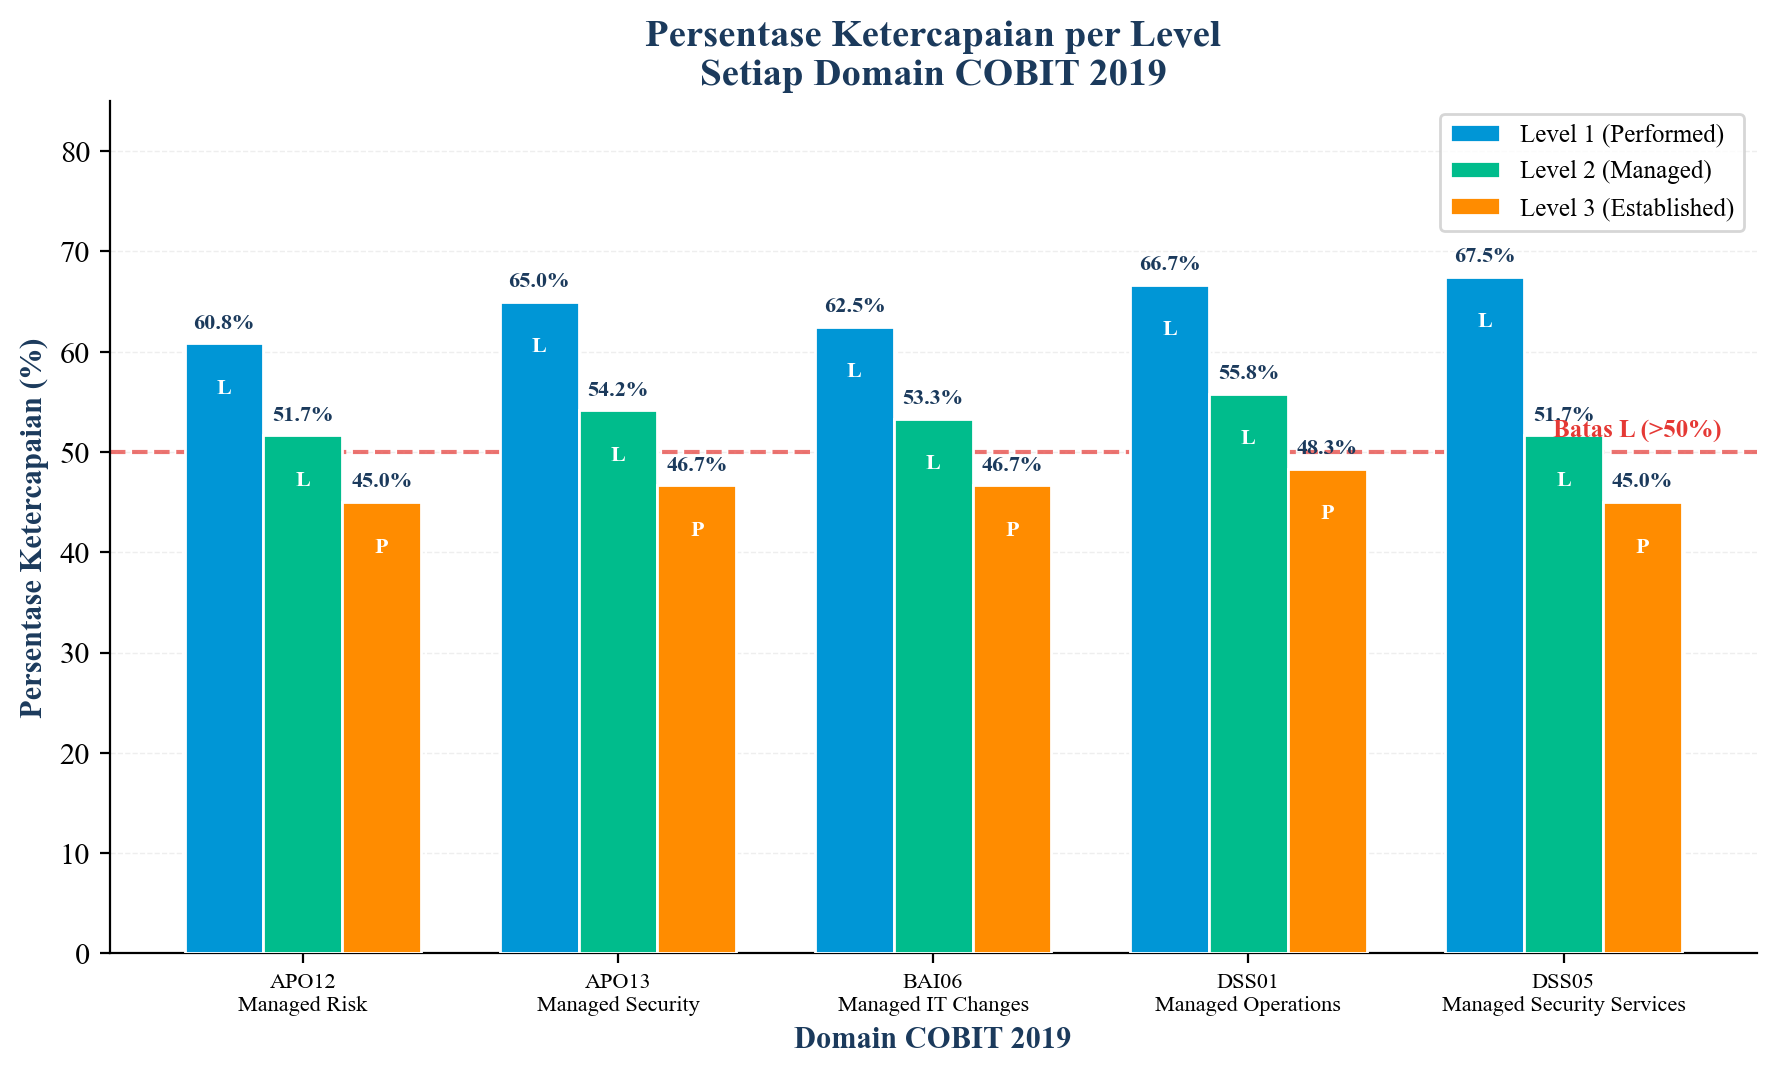 Persentase Ketercapaian per Level
Setiap Domain COBIT 2019
Level 1 (Performed)
Level 2 (Managed)
Level 3 (Established)
Persentase Ketercapaian (%)
80
70
60
50
40
30
20
10
0
60.8%
L
51.7%
L
45.0%
P
65.0%
L
54.2%
L
46.7%
P
62.5%
L
53.3%
L
46.7%
P
66.7%
L
55.8%
L
48.3%
P
67.5%
L
51.7%
L
45.0%
P
Batas L (>50%)
APO12
Managed Risk
APO13
Managed Security
BAI06
Managed IT Changes
DSS01
Managed Operations
DSS05
Managed Security Services
Domain COBIT 2019